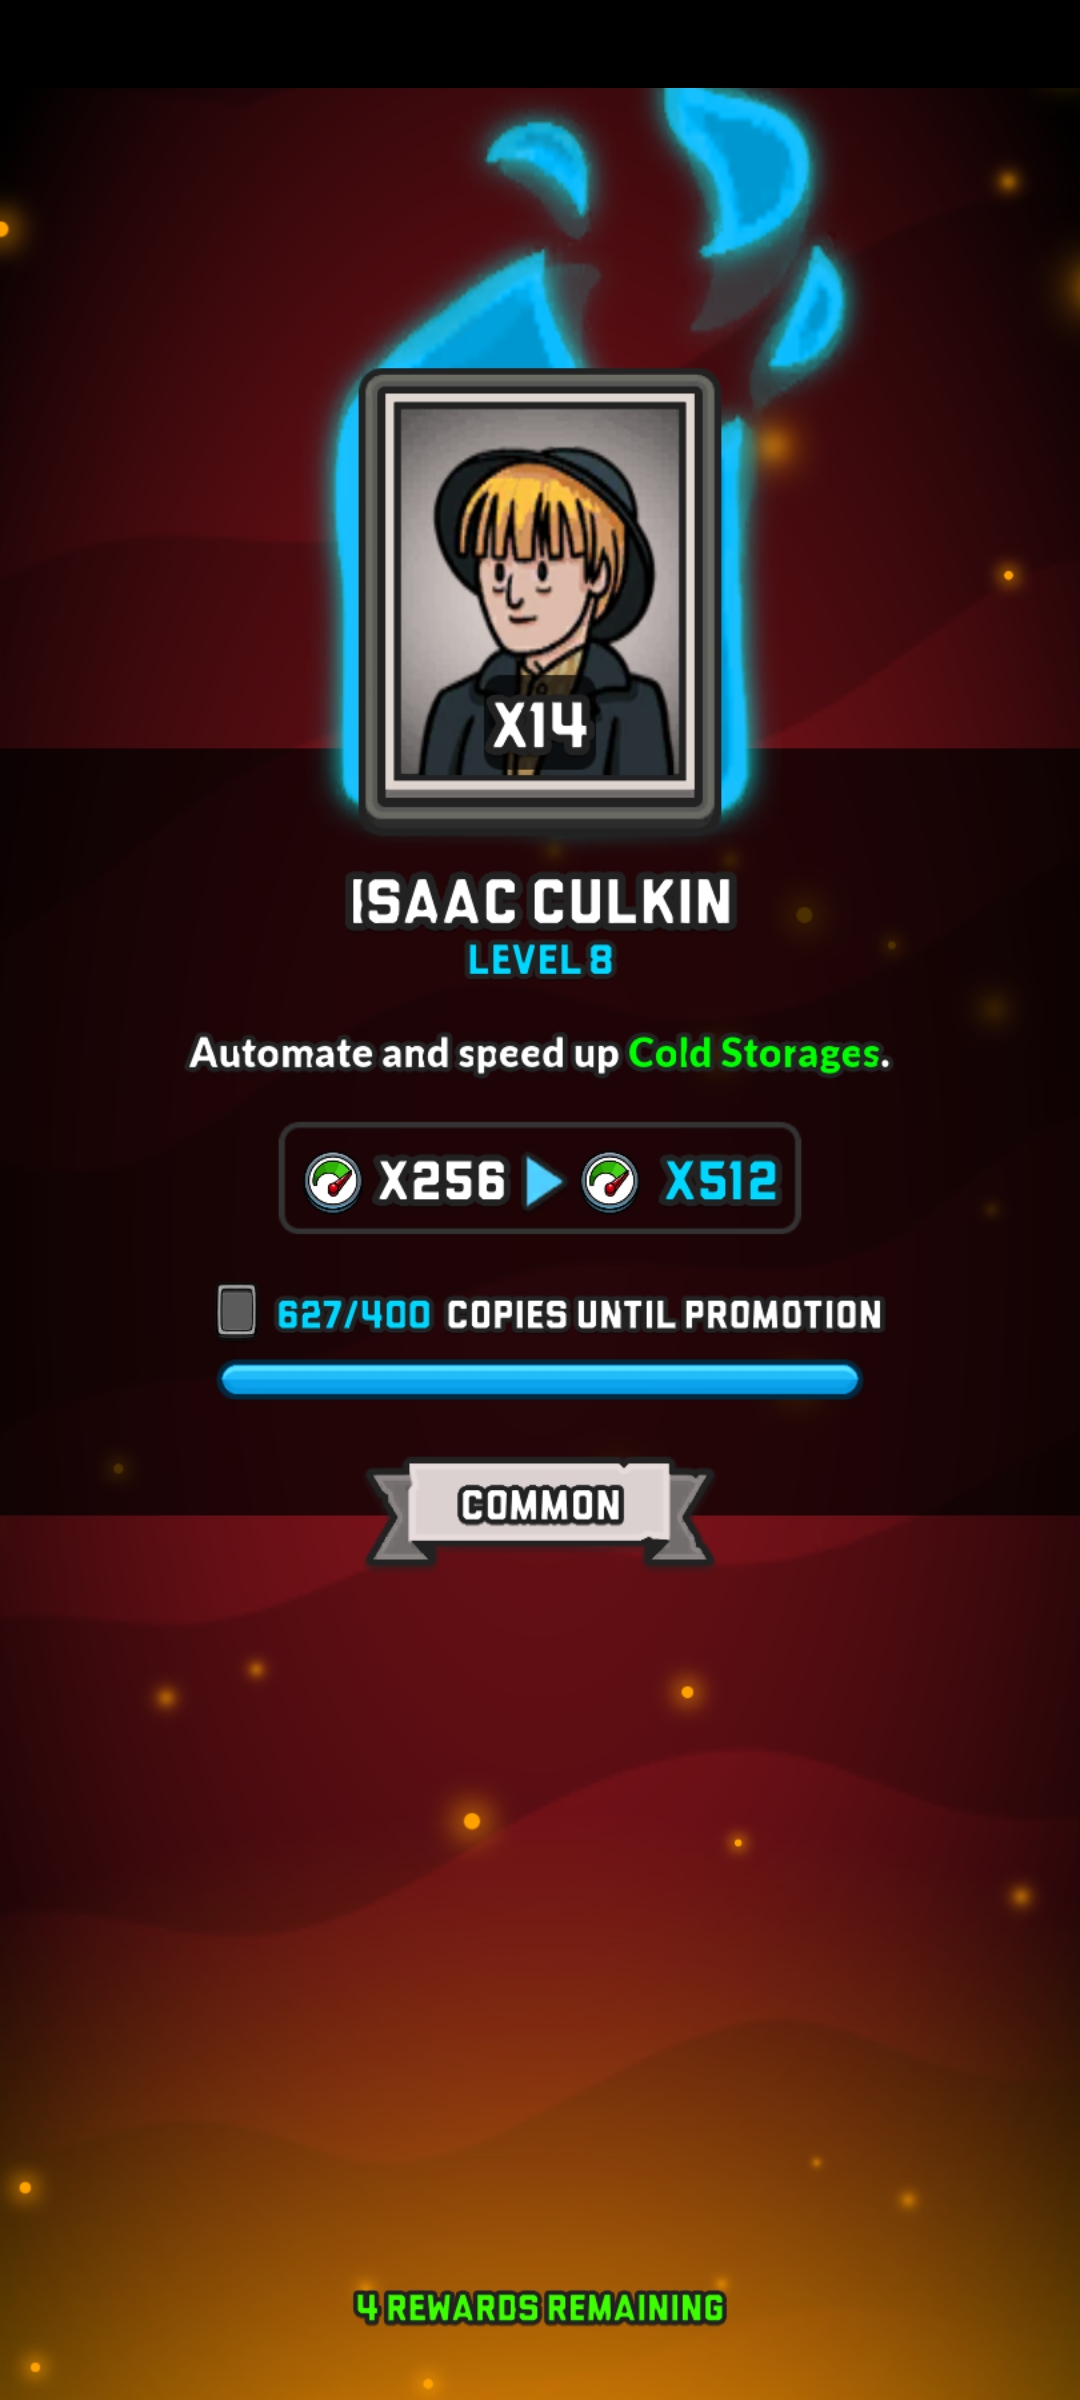 X14
ISAAC CULKIN
LEVEL 8
Automate and speed up Cold Storages.
X256 X512
627/400 COPIES UNTIL PROMOTION
COMMON
4 REWARDS REMAINING